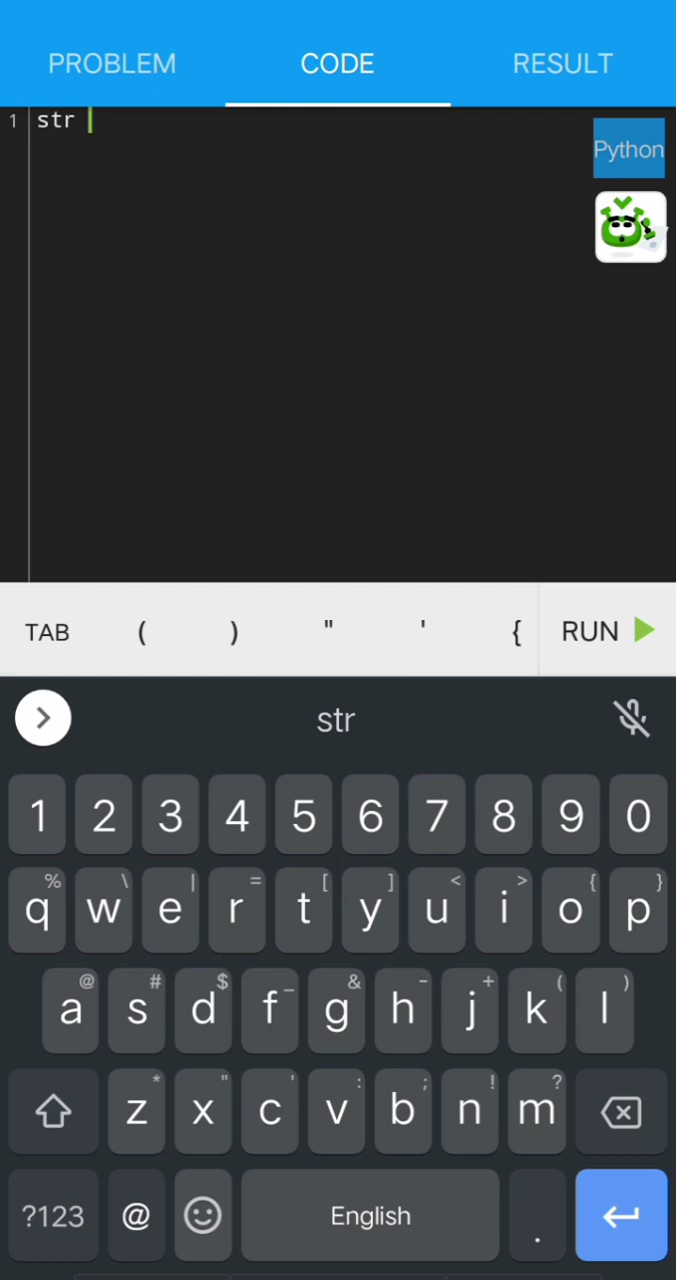 PROBLEM CODE RESULT
1 str
Python
TAB ( ) " ' { RUN
str
1 2 3 4 5 6 7 8 9 0
% \ | = [ ] < > { }
q w e r t y u i o p
@ # $ _ & - + ( )
a s d f g h j k l
* " ' : ; ! ?
z x c v b n m
?123 @ English .